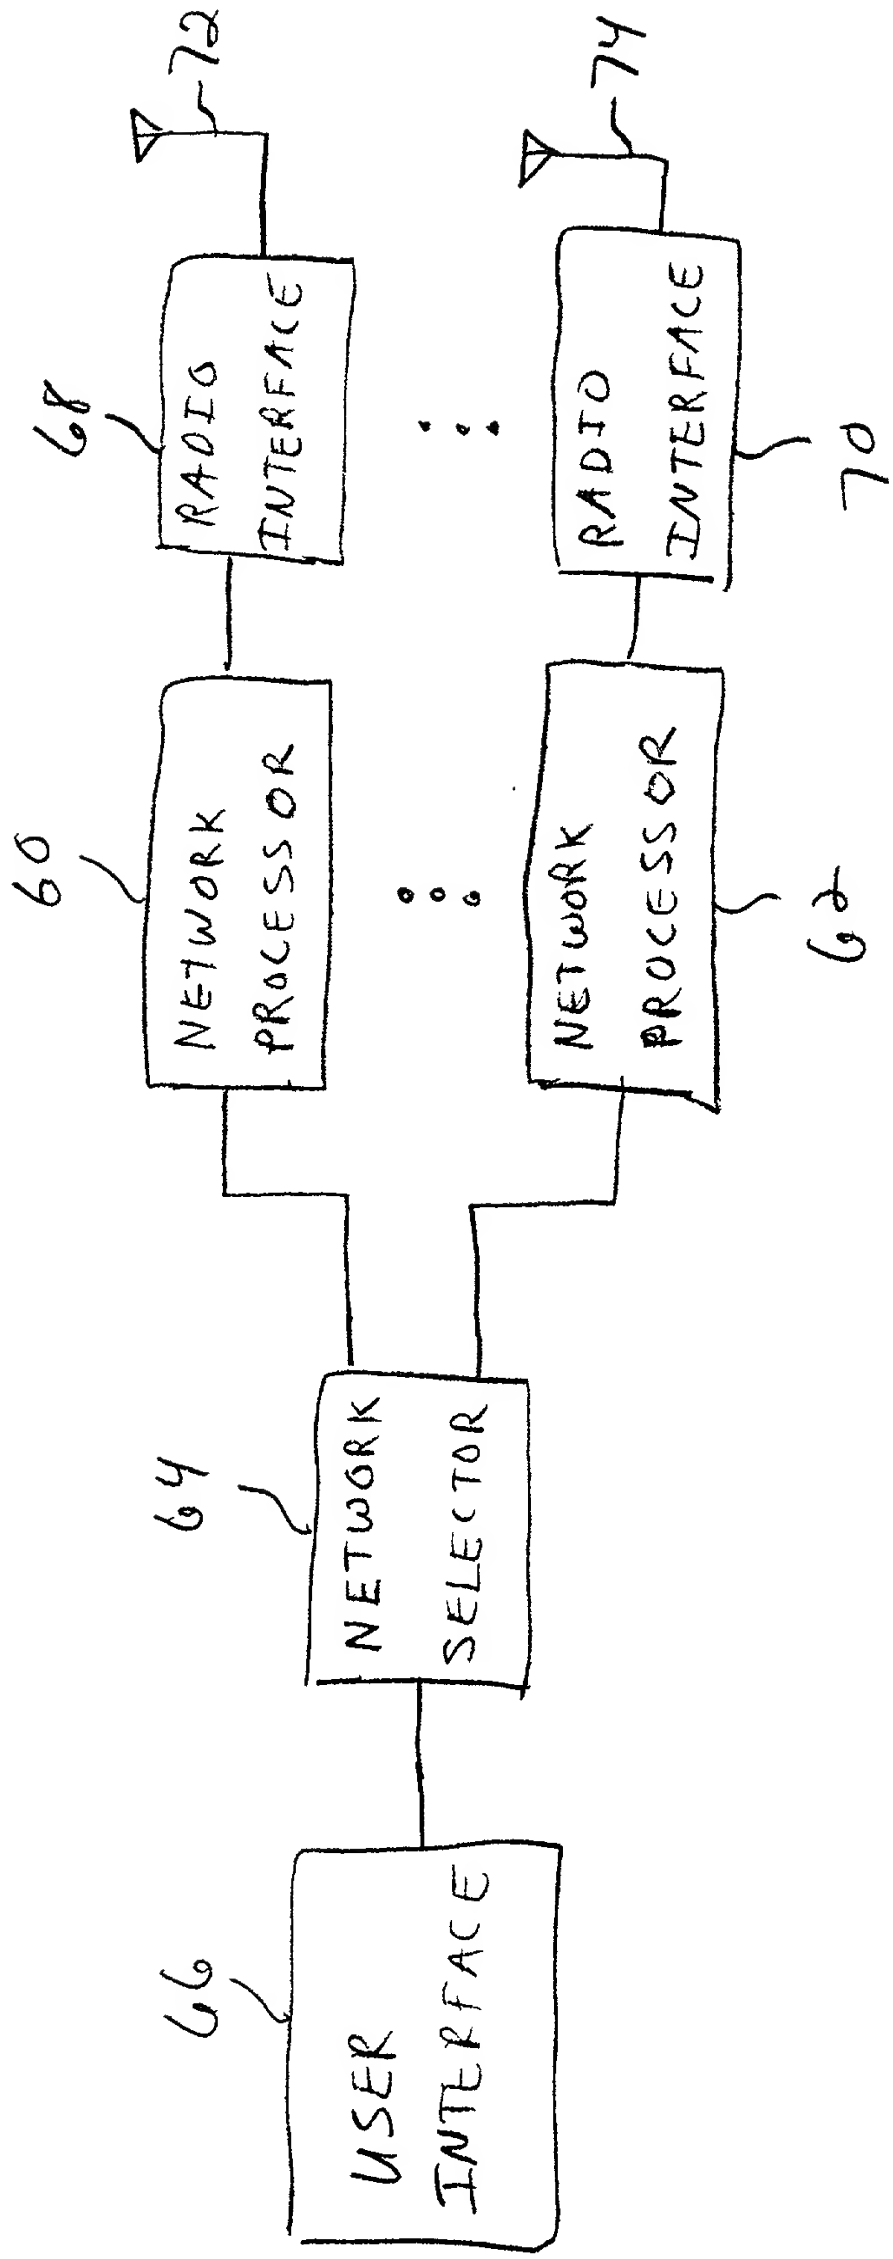 66
USER
INTERFACE
64
NETWORK
SELECTOR
60
NETWORK
PROCESSOR
68
RADIO
INTERFACE
72
NETWORK
PROCESSOR
62
RADIO
INTERFACE
70
74